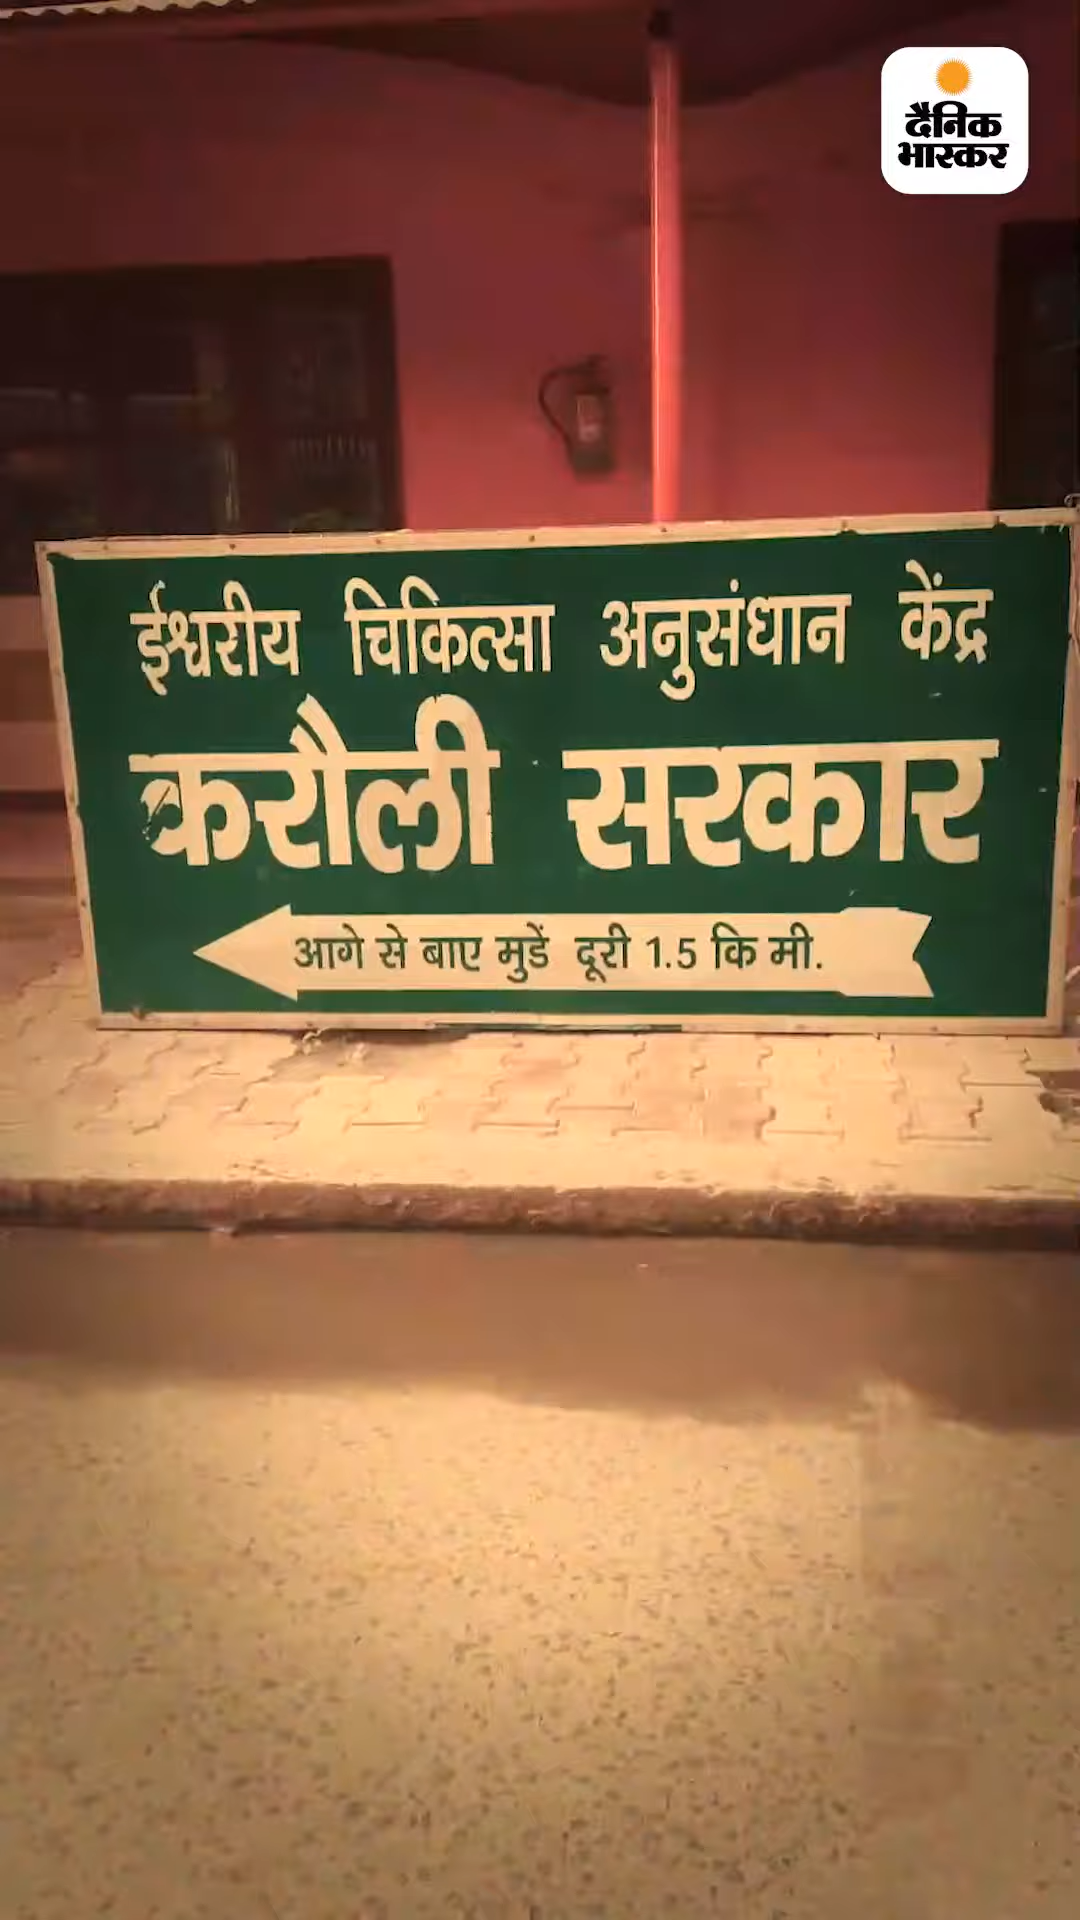 दैनिक
भास्कर
ईश्वरीय चिकित्सा अनुसंधान केंद्र
करौली सरकार
आगे से बाए मुडें दूरी 1.5 कि मी.